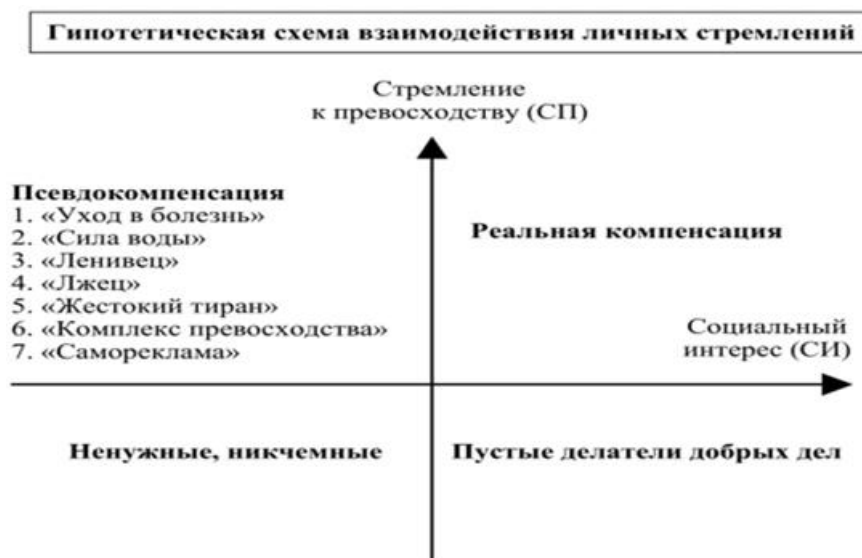 Гипотетическая схема взаимодействия личных стремлений
Стремление
к превосходству (СП)
Псевдокомпенсация
1. «Уход в болезнь»
2. «Сила воды»
3. «Ленивец»
4. «Лжец»
5. «Жестокий тиран»
6. «Комплекс превосходства»
7. «Самореклама»
Реальная компенсация
Социальный
интерес (СИ)
Ненужные, никчемные
Пустые делатели добрых дел